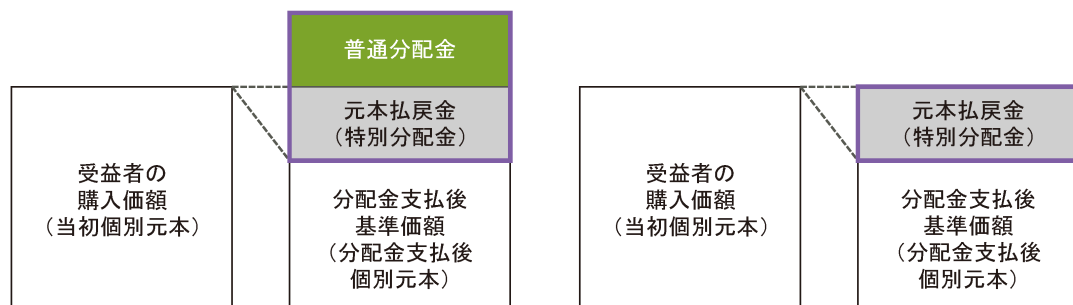 普通分配金
元本払戻金
（特別分配金）
受益者の
購入価額
（当初個別元本）
分配金支払後
基準価額
（分配金支払後
個別元本）
元本払戻金
（特別分配金）
受益者の
購入価額
（当初個別元本）
分配金支払後
基準価額
（分配金支払後
個別元本）